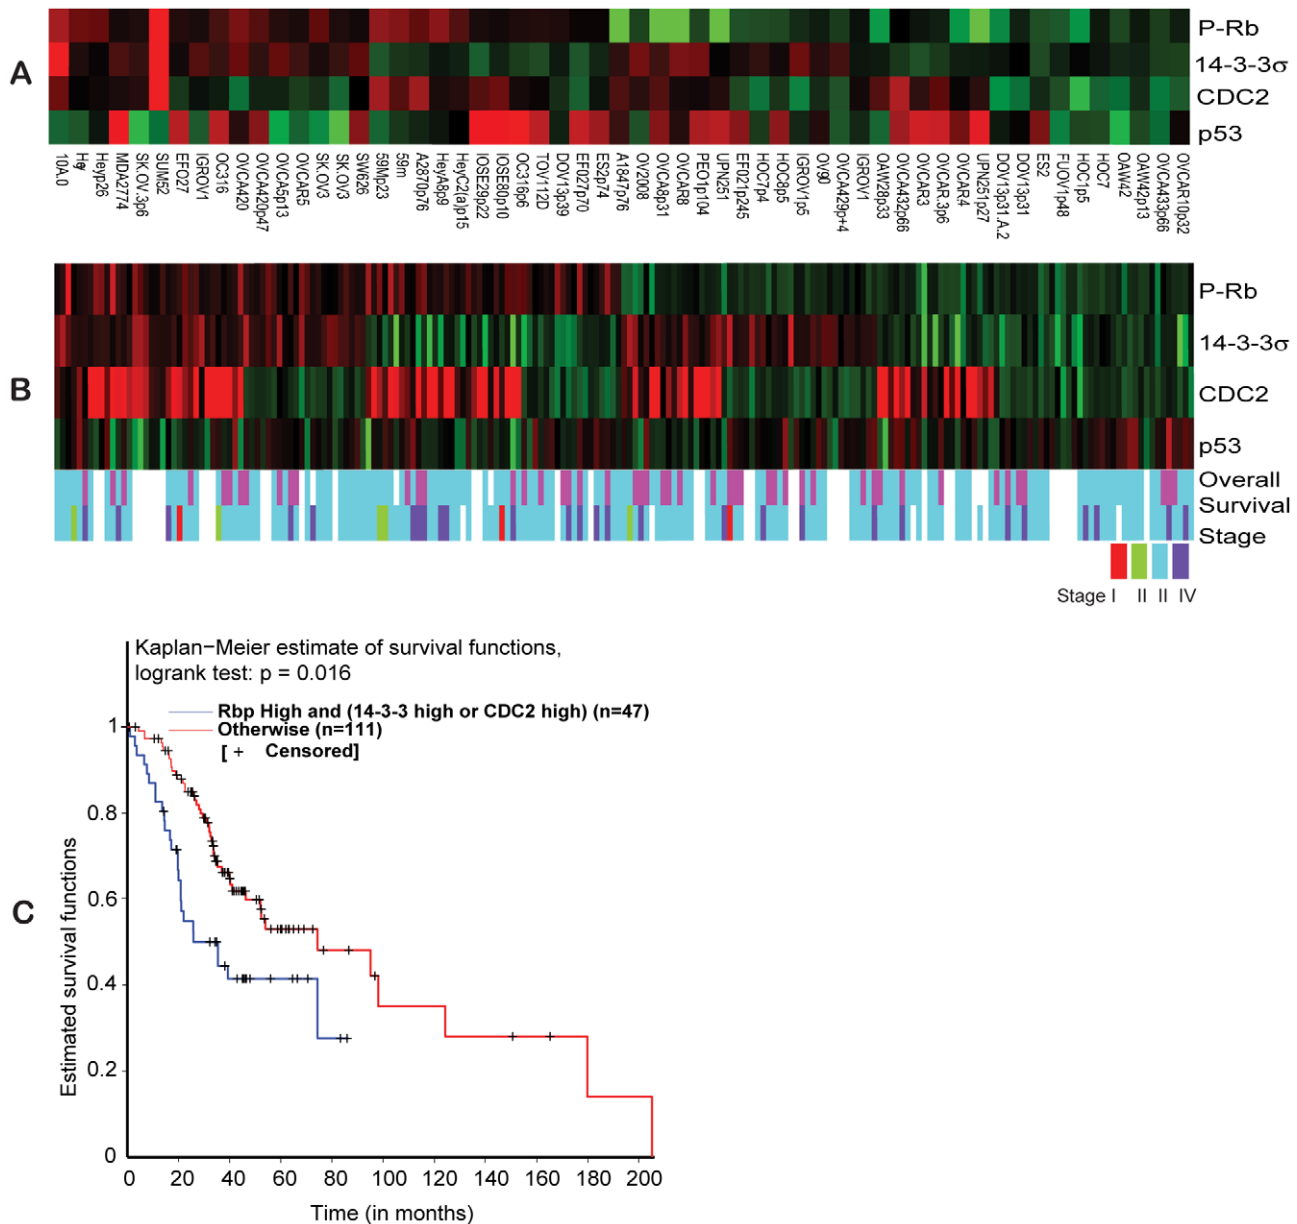 A
P-Rb
14-3-3σ
CDC2
p53
10A.0
Hey
Heyp26
MDA2774
SK.OV.3p6
SUM52
EFO27
IGROV1
OC316
OVCA420
OVCA420p47
OVCA5p13
OVCAR5
SK.OV3
SK.OV3
SW626
59Mp23
59m
A2870p76
HeyA8p9
HeyC2(a)p15
IOSE29p22
IOSE80p10
OC316p6
TOV112D
DOV13p39
EF027p70
ES2p74
A1847p76
OV2008
OVCA8p31
OVCAR8
PEO1p104
UPN251
EF021p245
HOC7p4
HOC8p5
IGROV1p5
OV90
OVCA429p+4
IGROV1
OAW28p33
OVCA432p66
OVCAR3
OVCAR.3p6
OVCAR.4
UPN251p27
DOV13p31.A.2
DOV13p31
ES2
FUOV1p48
HOC1p5
HOC7
OAW42
OAW42p13
OVCA433p66
OVCAR10p32
B
P-Rb
14-3-3σ
CDC2
p53
Overall
Survival
Stage
Stage I II II IV
C
Kaplan−Meier estimate of survival functions,
logrank test: p = 0.016
Rbp High and (14-3-3 high or CDC2 high) (n=47)
Otherwise (n=111)
[ + Censored]
Estimated survival functions
1
0.8
0.6
0.4
0.2
0
0 20 40 60 80 100 120 140 160 180 200
Time (in months)